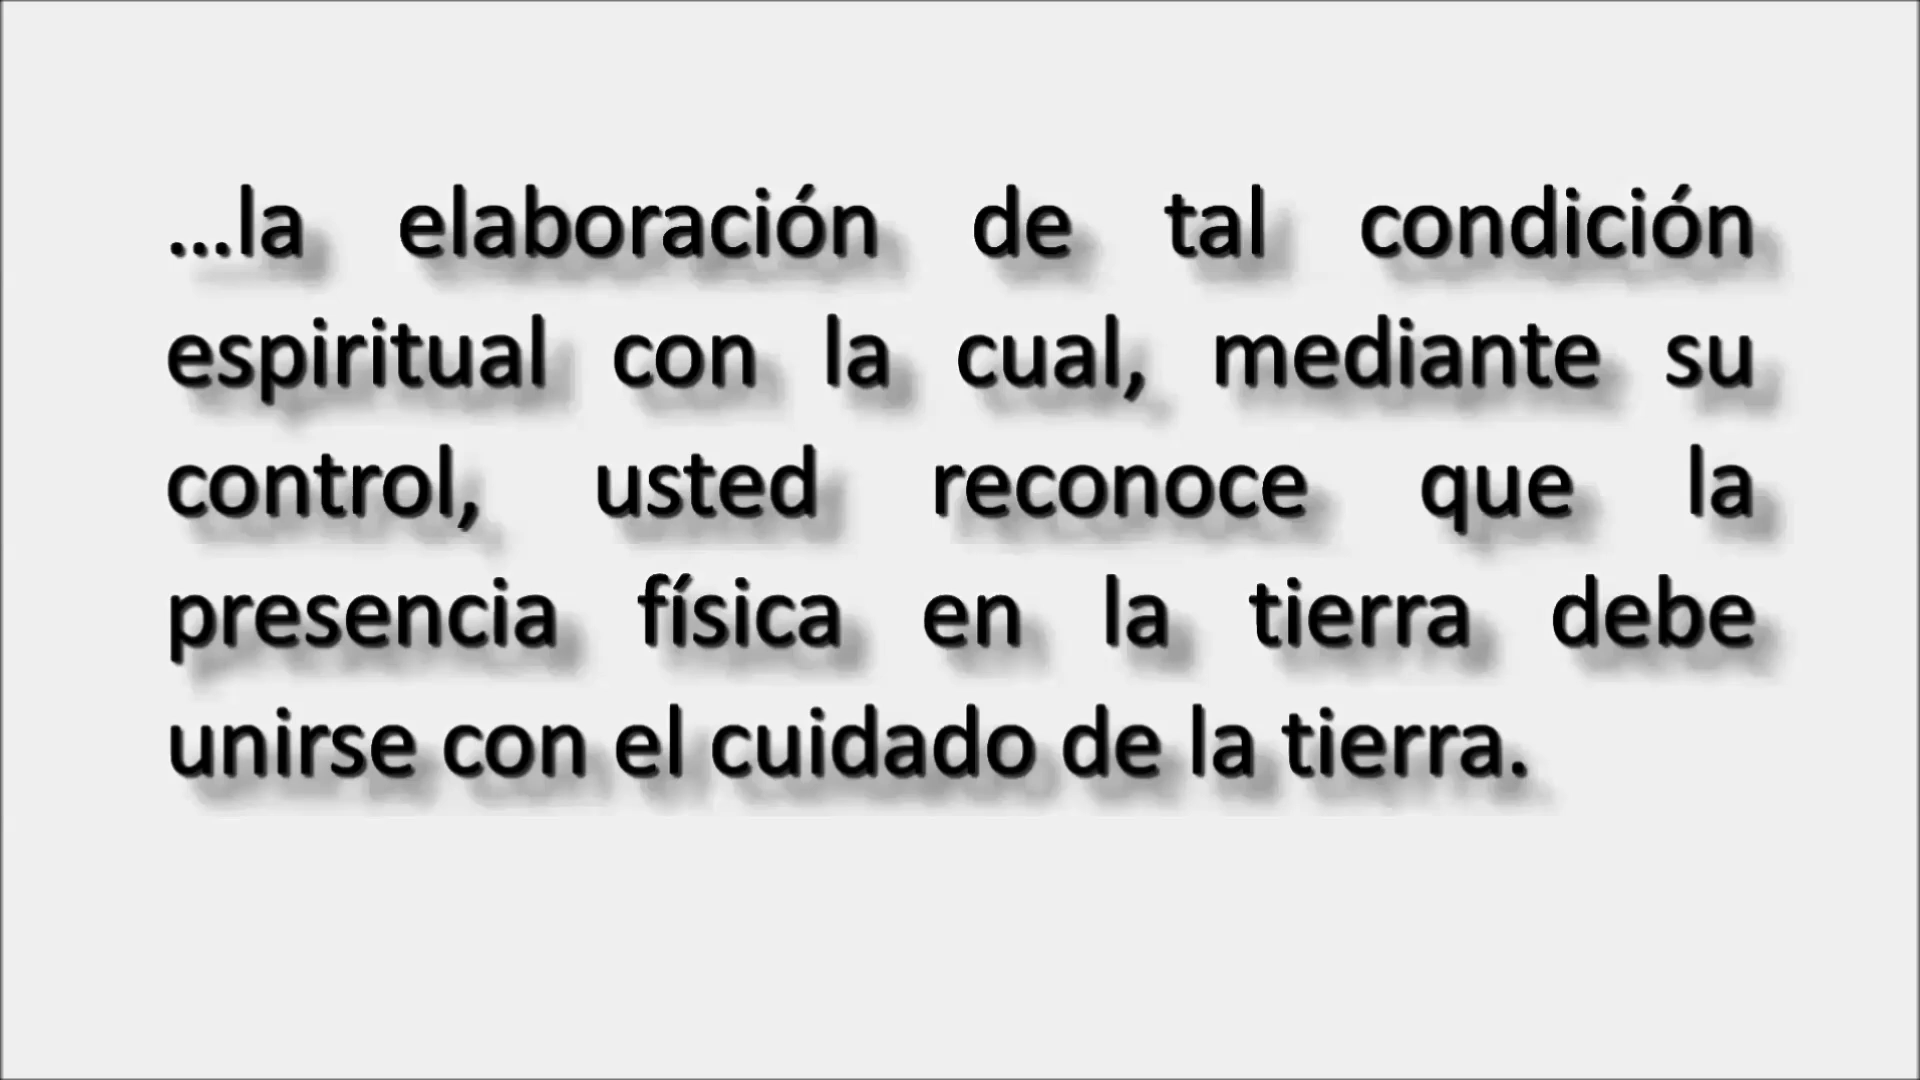 ...la elaboración de tal condición
espiritual con la cual, mediante su
control, usted reconoce que la
presencia física en la tierra debe
unirse con el cuidado de la tierra.